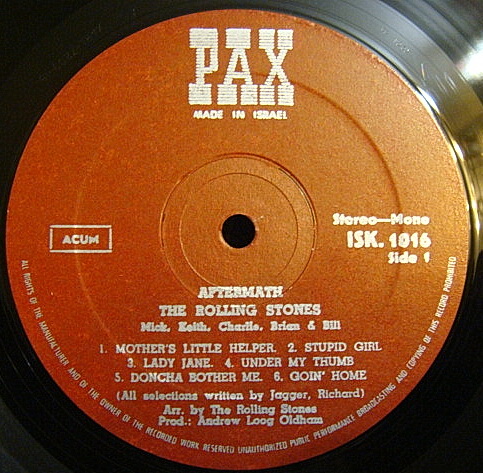 PAX
MADE IN ISRAEL
Stereo—Mono
ACUM
ISK. 1016
Side 1
AFTERMATH
THE ROLLING STONES
Mick, Keith, Charlie, Brian & Bill
1. MOTHER'S LITTLE HELPER. 2. STUPID GIRL
3. LADY JANE. 4. UNDER MY THUMB
5. DONCHA BOTHER ME. 6. GOIN' HOME
(All selections written by Jagger, Richard)
Arr. by The Rolling Stones
Prod.: Andrew Loog Oldham
ALL RIGHTS OF THE MANUFACTURER AND OF THE OWNER OF THE RECORDED WORK RESERVED UNAUTHORIZED PUBLIC PERFORMANCE BROADCASTING AND COPYING OF THIS RECORD PROHIBITED